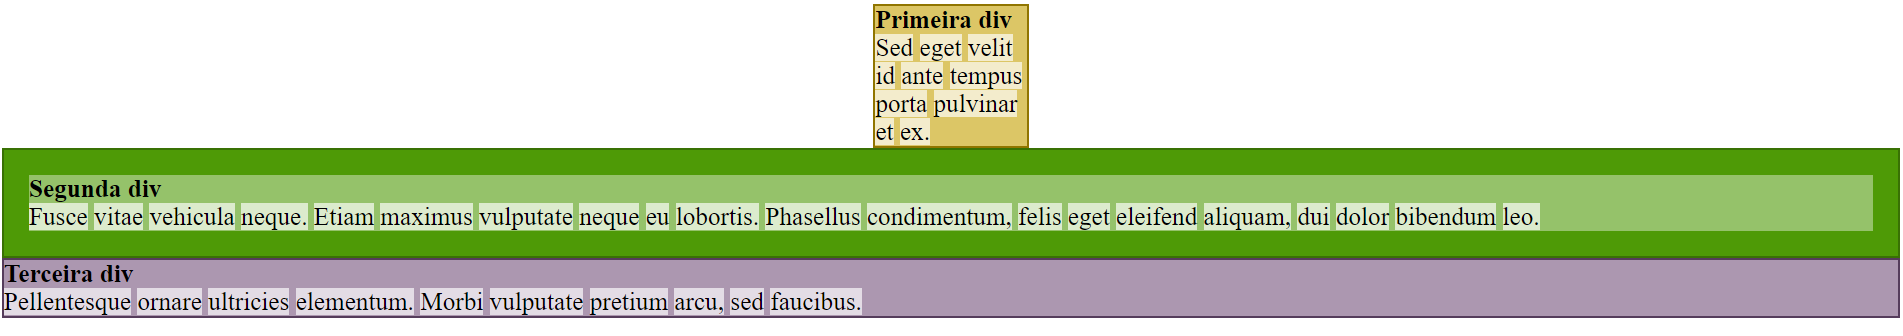 Primeira div
Sed eget velit
id ante tempus
porta pulvinar
et ex.
Segunda div
Fusce vitae vehicula neque. Etiam maximus vulputate neque eu lobortis. Phasellus condimentum, felis eget eleifend aliquam, dui dolor bibendum leo.
Terceira div
Pellentesque ornare ultricies elementum. Morbi vulputate pretium arcu, sed faucibus.